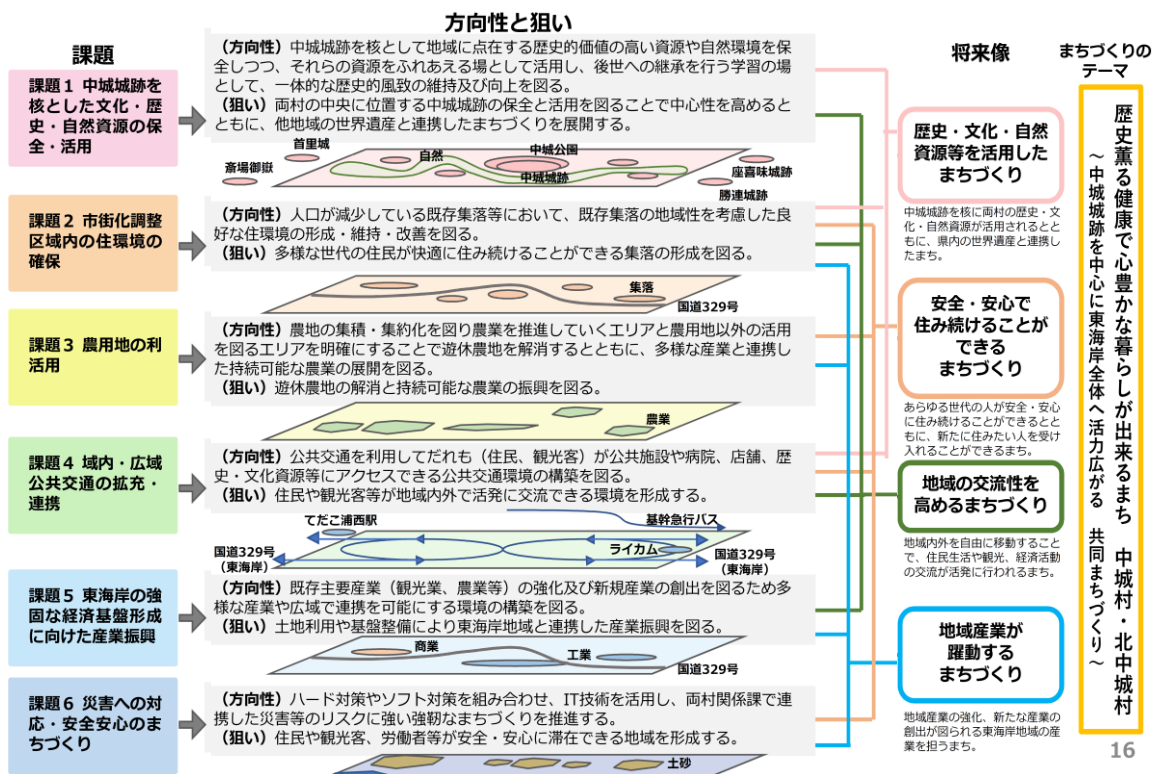 方向性と狙い
課題
課題１ 中城城跡を
核とした文化・歴
史・自然資源の保
全・活用
（方向性）中城城跡を核として地域に点在する歴史的価値の高い資源や自然環境を保
全しつつ、それらの資源をふれあえる場として活用し、後世への継承を行う学習の場
として、一体的な歴史的風致の維持及び向上を図る。
（狙い）両村の中央に位置する中城城跡の保全と活用を図ることで中心性を高めると
ともに、他地域の世界遺産と連携したまちづくりを展開する。
首里城
斎場御嶽
自然
中城公園
中城城跡
座喜味城跡
勝連城跡
課題２ 市街化調整
区域内の住環境の
確保
（方向性）人口が減少している既存集落等において、既存集落の地域性を考慮した良
好な住環境の形成・維持・改善を図る。
（狙い）多様な世代の住民が快適に住み続けることができる集落の形成を図る。
集落
国道329号
課題３ 農用地の利
活用
（方向性）農地の集積・集約化を図り農業を推進していくエリアと農用地以外の活用
を図るエリアを明確にすることで遊休農地を解消するとともに、多様な産業と連携し
た持続可能な農業の展開を図る。
（狙い）遊休農地の解消と持続可能な農業の振興を図る。
農業
課題４ 域内・広域
公共交通の拡充・
連携
（方向性）公共交通を利用してだれも（住民、観光客）が公共施設や病院、店舗、歴
史・文化資源等にアクセスできる公共交通環境の構築を図る。
（狙い）住民や観光客等が地域内外で活発に交流できる環境を形成する。
てだこ浦西駅
基幹急行バス
国道329号
（東海岸）
ライカム
国道329号
（東海岸）
課題５ 東海岸の強
固な経済基盤形成
に向けた産業振興
（方向性）既存主要産業（観光業、農業等）の強化及び新規産業の創出を図るため多
様な産業や広域で連携を可能にする環境の構築を図る。
（狙い）土地利用や基盤整備により東海岸地域と連携した産業振興を図る。
商業
工業
国道329号
課題６ 災害への対
応・安全安心のま
ちづくり
（方向性）ハード対策やソフト対策を組み合わせ、IT技術を活用し、両村関係課で連
携した災害等のリスクに強い強靭なまちづくりを推進する。
（狙い）住民や観光客、労働者等が安全・安心に滞在できる地域を形成する。
土砂
将来像
歴史・文化・自然
資源等を活用した
まちづくり
中城城跡を核に両村の歴史・文
化・自然資源が活用されるとと
もに、県内の世界遺産と連携し
たまち。
安全・安心で
住み続けることが
できる
まちづくり
あらゆる世代の人が安全・安心
に住み続けることができるとと
もに、新たに住みたい人を受け
入れることができるまち。
地域の交流性を
高めるまちづくり
地域内外を自由に移動すること
で、住民生活や観光、経済活動
の交流が活発に行われるまち。
地域産業が
躍動する
まちづくり
地域産業の強化、新たな産業の
創出が図られる東海岸地域の産
業を担うまち。
まちづくりの
テーマ
歴史薫る健康で心豊かな暮らしが出来るまち 中城村・北中城村
～中城城跡を中心に東海岸全体へ活力広がる 共同まちづくり～
16